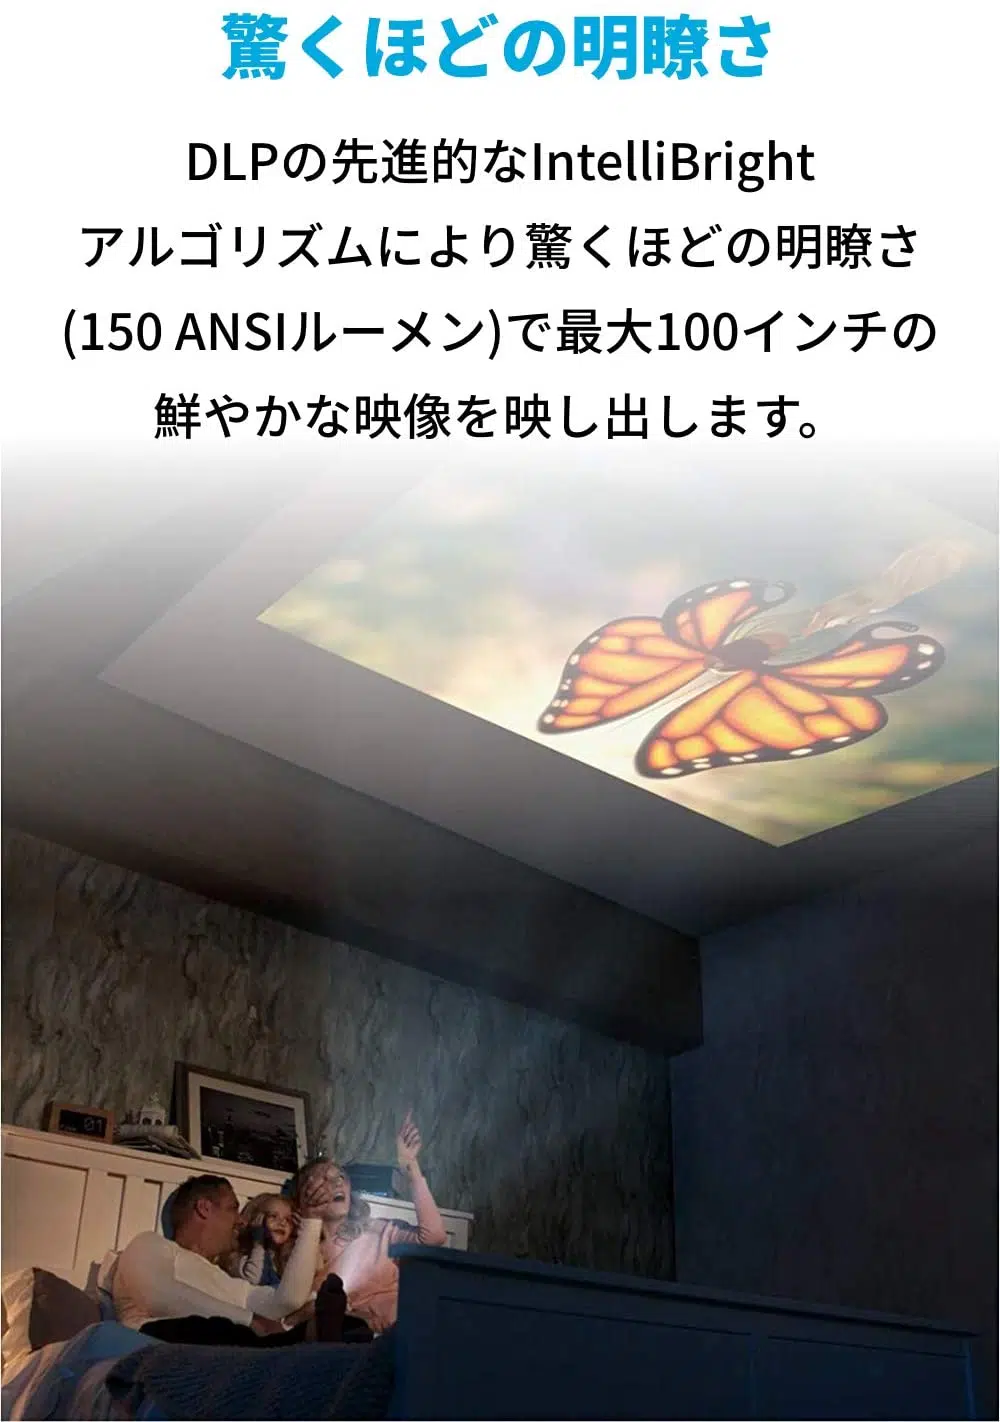 驚くほどの明瞭さ
DLPの先進的なIntelliBright
アルゴリズムにより驚くほどの明瞭さ
(150 ANSIルーメン)で最大100インチの
鮮やかな映像を映し出します。